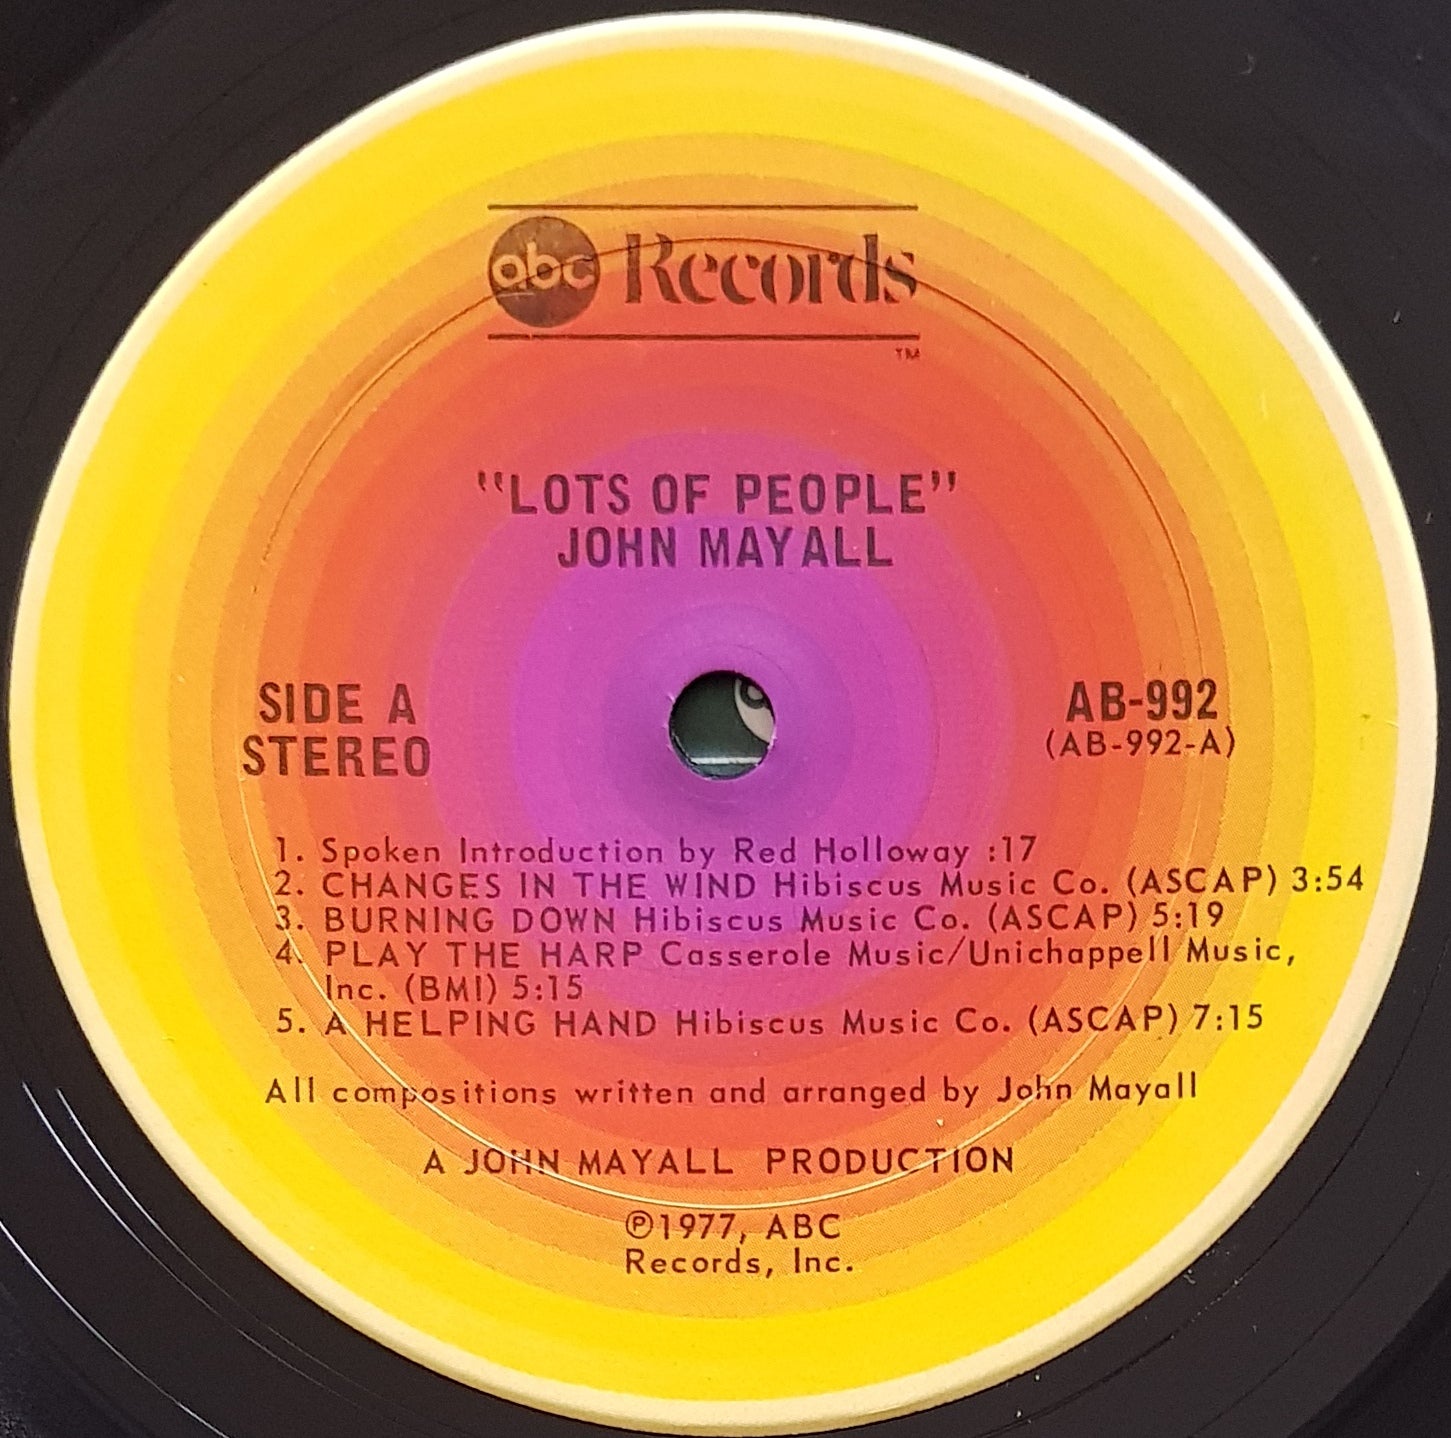 abc Records
TM
"LOTS OF PEOPLE"
JOHN MAYALL
SIDE A
STEREO
AB-992
(AB-992-A)
1. Spoken Introduction by Red Holloway :17
2. CHANGES IN THE WIND Hibiscus Music Co. (ASCAP) 3:54
3. BURNING DOWN Hibiscus Music Co. (ASCAP) 5:19
4. PLAY THE HARP Casserole Music/Unichappell Music,
Inc. (BMI) 5:15
5. A HELPING HAND Hibiscus Music Co. (ASCAP) 7:15
All compositions written and arranged by John Mayall
A JOHN MAYALL PRODUCTION
℗1977, ABC
Records, Inc.